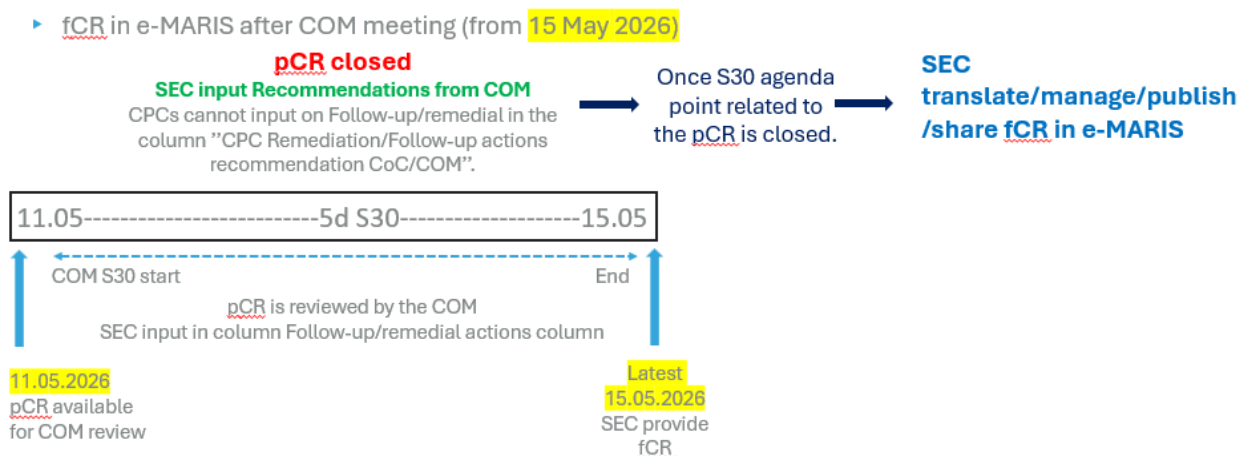 fCR in e-MARIS after COM meeting (from 15 May 2026)
pCR closed
SEC input Recommendations from COM
CPCs cannot input on Follow-up/remedial in the
column ”CPC Remediation/Follow-up actions
recommendation CoC/COM”.
Once S30 agenda
point related to
the pCR is closed.
SEC
translate/manage/publish
/share fCR in e-MARIS
11.05--------------------------5d S30--------------------15.05
COM S30 start
End
pCR is reviewed by the COM
SEC input in column Follow-up/remedial actions column
11.05.2026
pCR available
for COM review
Latest
15.05.2026
SEC provide
fCR